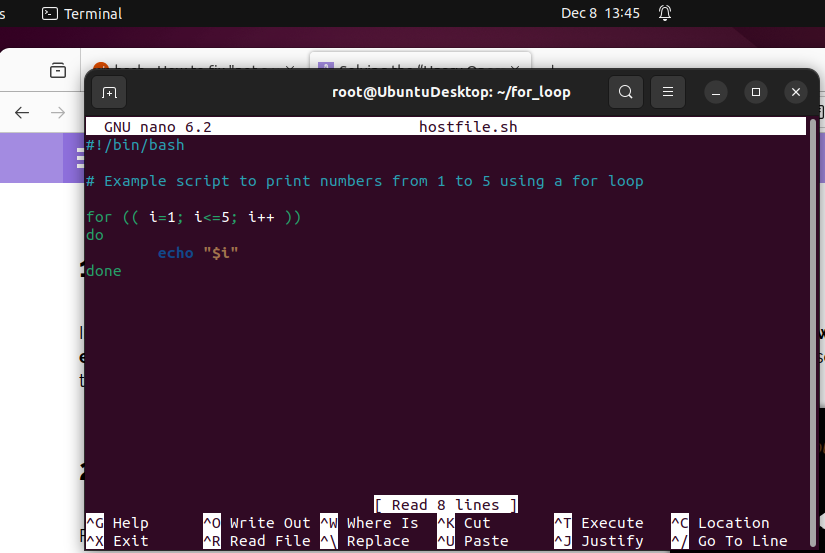 Terminal
Dec 8 13:45
root@UbuntuDesktop: ~/for_loop
GNU nano 6.2 hostfile.sh
#!/bin/bash
# Example script to print numbers from 1 to 5 using a for loop
for (( i=1; i<=5; i++ ))
do
echo "$i"
done
[ Read 8 lines ]
^G Help ^O Write Out ^W Where Is ^K Cut ^T Execute ^C Location
^X Exit ^R Read File ^\ Replace ^U Paste ^J Justify ^/ Go To Line